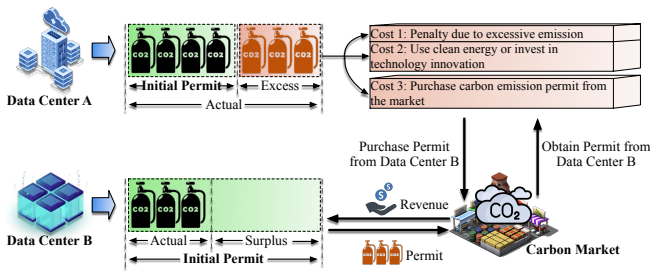 CO2 CO2 CO2 CO2 CO2 CO2 CO2
Cost 1: Penalty due to excessive emission
Cost 2: Use clean energy or invest in
technology innovation
Cost 3: Purchase carbon emission permit from
the market
Data Center A
Initial Permit
Excess
Actual
Purchase Permit
from Data Center B
Obtain Permit from
Data Center B
CO2 CO2 CO2
$ $
Revenue
CO₂
Data Center B
Actual
Surplus
Initial Permit
Permit
Carbon Market